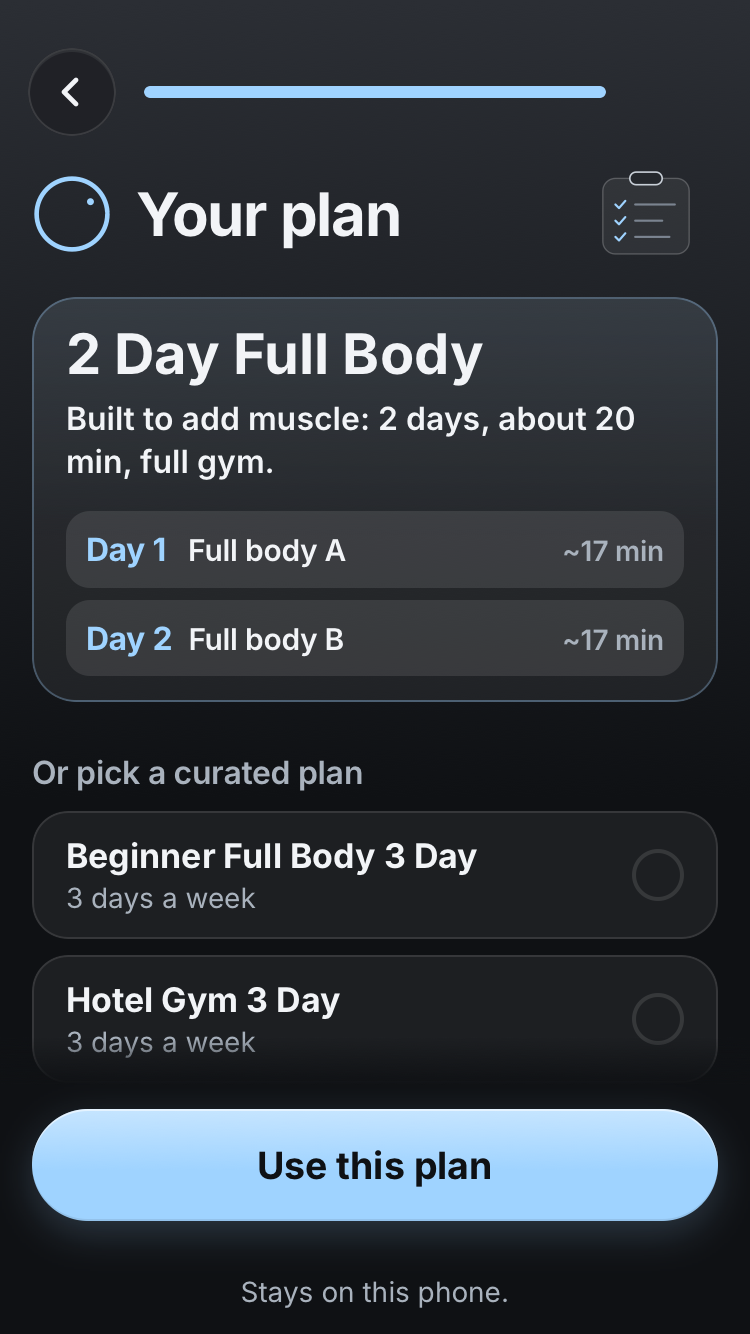 Your plan
2 Day Full Body
Built to add muscle: 2 days, about 20
min, full gym.
Day 1 Full body A ~17 min
Day 2 Full body B ~17 min
Or pick a curated plan
Beginner Full Body 3 Day
3 days a week
Hotel Gym 3 Day
3 days a week
Use this plan
Stays on this phone.